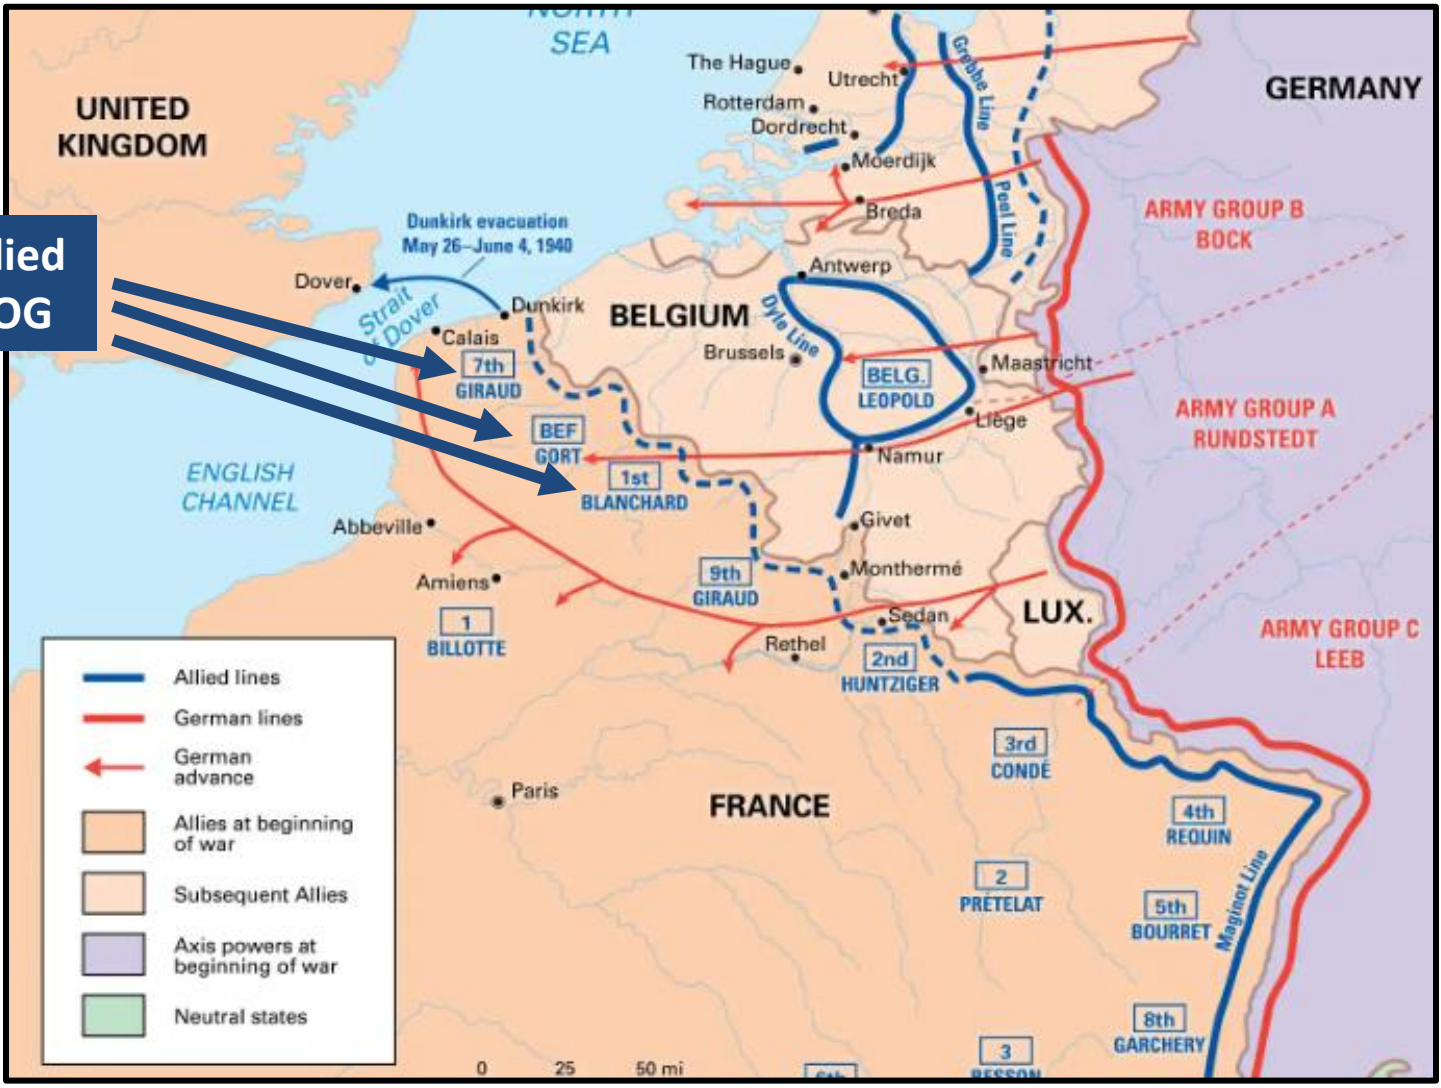 NORTH
SEA
UNITED
KINGDOM
GERMANY
The Hague
Utrecht
Rotterdam
Dordrecht
Moerdijk
Breda
Grebbe Line
Peel Line
ARMY GROUP B
BOCK
lied
OG
Dunkirk evacuation
May 26–June 4, 1940
Dover
Strait
of Dover
Dunkirk
Calais
Antwerp
BELGIUM
Dyle Line
Brussels
Maastricht
7th
GIRAUD
BELG.
LEOPOLD
Liège
ARMY GROUP A
RUNDSTEDT
BEF
GORT
Namur
1st
BLANCHARD
ENGLISH
CHANNEL
Abbeville
Givet
Amiens
9th
GIRAUD
Monthermé
1
BILLOTTE
Sedan
LUX.
Rethel
2nd
HUNTZIGER
ARMY GROUP C
LEEB
3rd
CONDÉ
Paris
FRANCE
4th
REQUIN
2
PRÉTELAT
5th
BOURRET
Maginot Line
8th
GARCHERY
3
BESSON
6th
Allied lines
German lines
German
advance
Allies at beginning
of war
Subsequent Allies
Axis powers at
beginning of war
Neutral states
0 25 50 mi